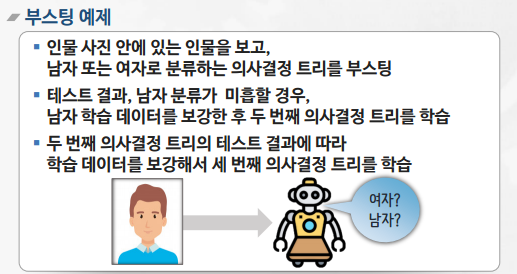 부스팅 예제
▪ 인물 사진 안에 있는 인물을 보고,
남자 또는 여자로 분류하는 의사결정 트리를 부스팅
▪ 테스트 결과, 남자 분류가 미흡할 경우,
남자 학습 데이터를 보강한 후 두 번째 의사결정 트리를 학습
▪ 두 번째 의사결정 트리의 테스트 결과에 따라
학습 데이터를 보강해서 세 번째 의사결정 트리를 학습
여자?
남자?